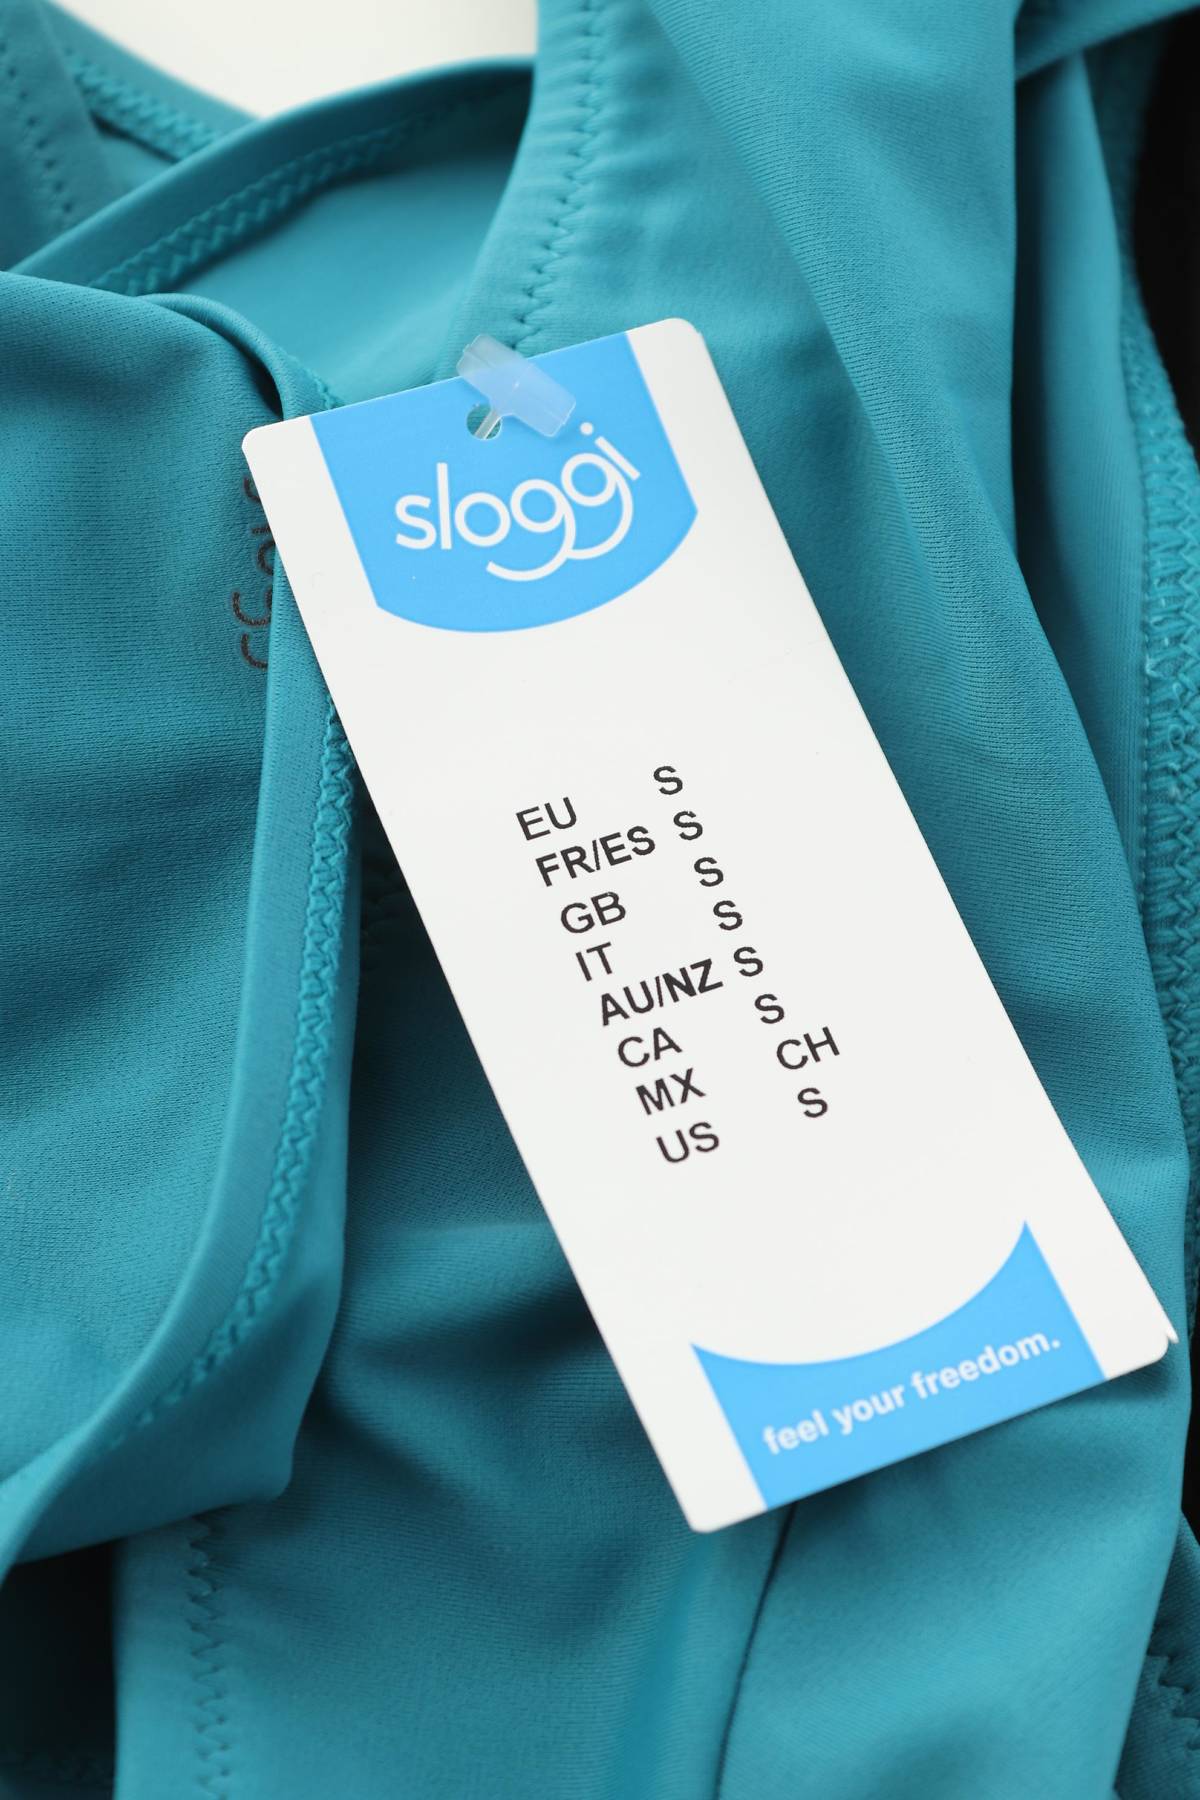 sloggi
EU S
FR/ES S
GB S
IT S
AU/NZ S
CA S
MX CH
US S
feel your freedom.